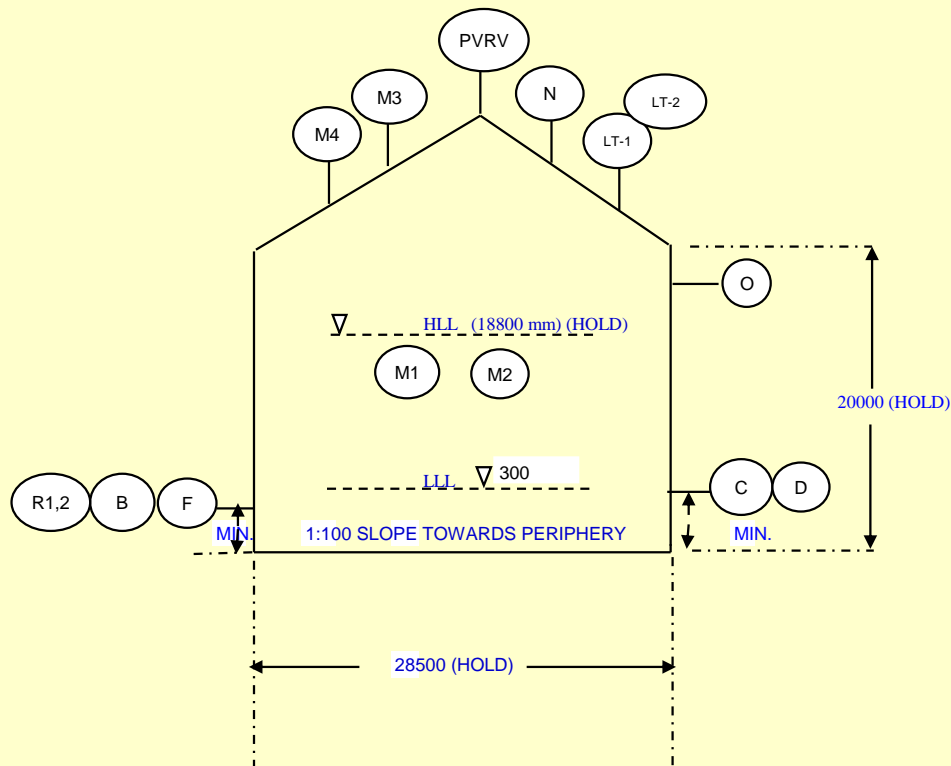 PVRV
M3
N
LT-2
M4
LT-1
O
HLL (18800 mm) (HOLD)
M1
M2
20000 (HOLD)
LLL
300
R1,2
B
F
C
D
MIN.
1:100 SLOPE TOWARDS PERIPHERY
MIN.
28500 (HOLD)